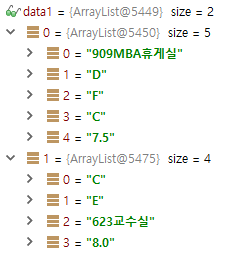 data1 = {ArrayList@5449} size = 2
0 = {ArrayList@5450} size = 5
0 = "909MBA휴게실"
1 = "D"
2 = "F"
3 = "C"
4 = "7.5"
1 = {ArrayList@5475} size = 4
0 = "C"
1 = "E"
2 = "623교수실"
3 = "8.0"